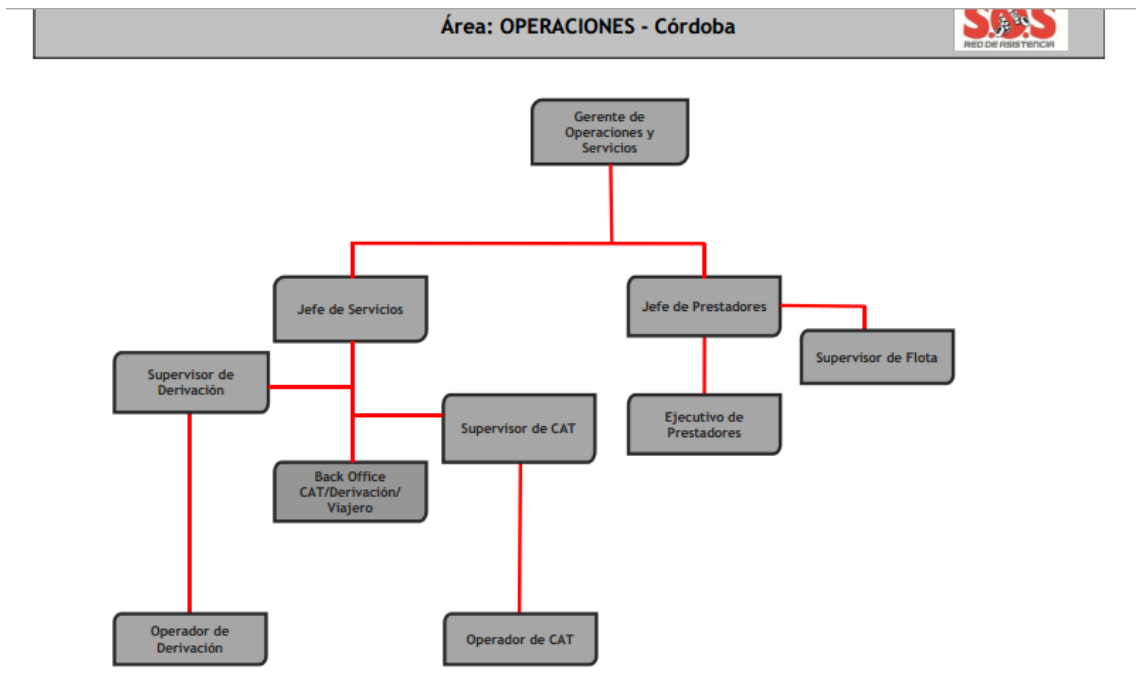 Área: OPERACIONES - Córdoba
S.O.S
RED DE ASISTENCIA
Gerente de
Operaciones y
Servicios
Jefe de Servicios
Jefe de Prestadores
Supervisor de Flota
Supervisor de
Derivación
Supervisor de CAT
Ejecutivo de
Prestadores
Back Office
CAT/Derivación/
Viajero
Operador de
Derivación
Operador de CAT